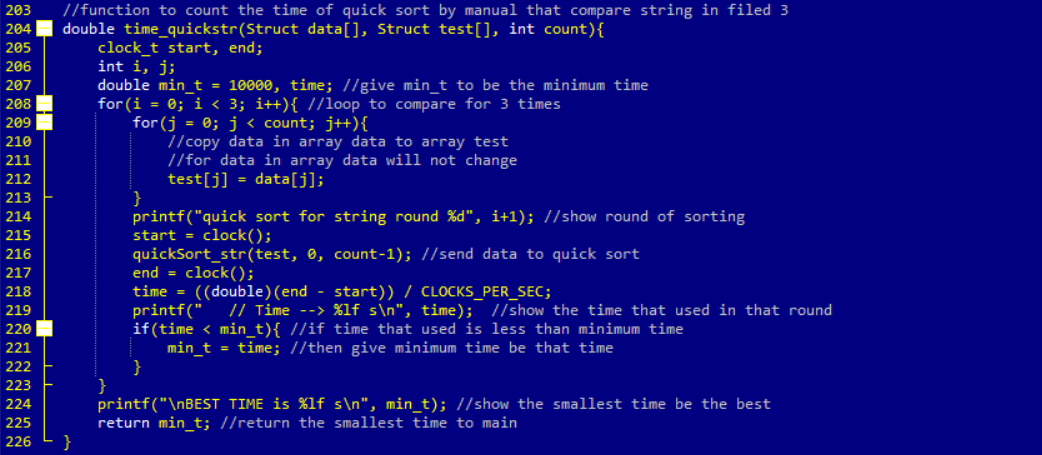 203 //function to count the time of quick sort by manual that compare string in filed 3
204 double time_quickstr(Struct data[], Struct test[], int count){
205 clock_t start, end;
206 int i, j;
207 double min_t = 10000, time; //give min_t to be the minimum time
208 for(i = 0; i < 3; i++){ //loop to compare for 3 times
209 for(j = 0; j < count; j++){
210 //copy data in array data to array test
211 //for data in array data will not change
212 test[j] = data[j];
213 }
214 printf("quick sort for string round %d", i+1); //show round of sorting
215 start = clock();
216 quickSort_str(test, 0, count-1); //send data to quick sort
217 end = clock();
218 time = ((double)(end - start)) / CLOCKS_PER_SEC;
219 printf("   // Time --> %lf s\n", time);  //show the time that used in that round
220 if(time < min_t){ //if time that used is less than minimum time
221 min_t = time; //then give minimum time be that time
222 }
223 }
224 printf("\nBEST TIME is %lf s\n", min_t); //show the smallest time be the best
225 return min_t; //return the smallest time to main
226 }